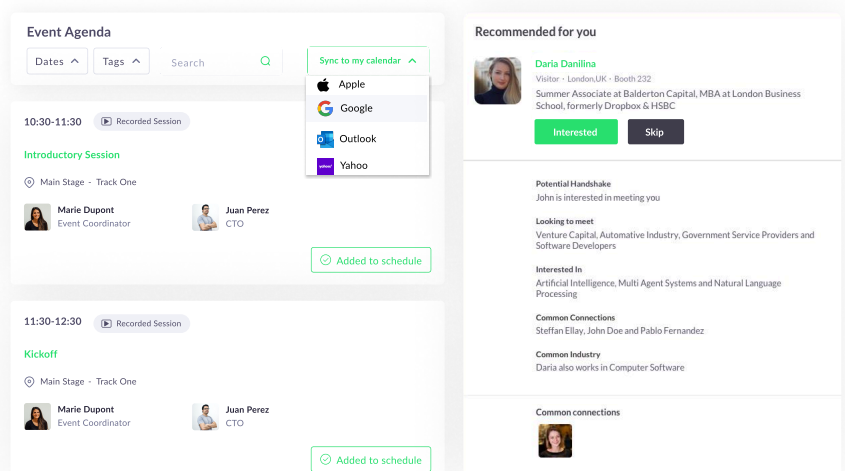 Event Agenda
Dates
Tags
Search
Sync to my calendar
Apple
Google
Outlook
yahoo!
Yahoo
10:30-11:30
Recorded Session
Introductory Session
Main Stage - Track One
Marie Dupont
Event Coordinator
Juan Perez
CTO
Added to schedule
11:30-12:30
Recorded Session
Kickoff
Main Stage - Track One
Marie Dupont
Event Coordinator
Juan Perez
CTO
Added to schedule
Recommended for you
Daria Danilina
Visitor · London,UK · Booth 232
Summer Associate at Balderton Capital, MBA at London Business
School, formerly Dropbox & HSBC
Interested
Skip
Potential Handshake
John is interested in meeting you
Looking to meet
Venture Capital, Automative Industry, Government Service Providers and
Software Developers
Interested In
Artificial Intelligence, Multi Agent Systems and Natural Language
Processing
Common Connections
Steffan Ellay, John Doe and Pablo Fernandez
Common Industry
Daria also works in Computer Software
Common connections